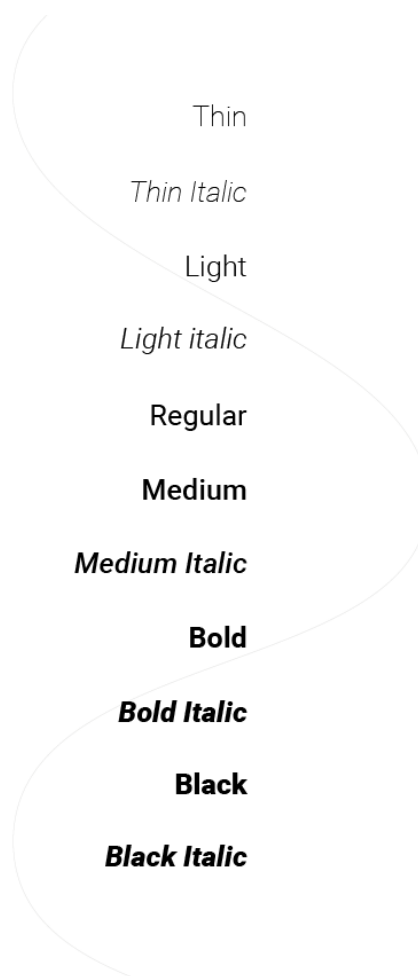 Thin
Thin Italic
Light
Light italic
Regular
Medium
Medium Italic
Bold
Bold Italic
Black
Black Italic